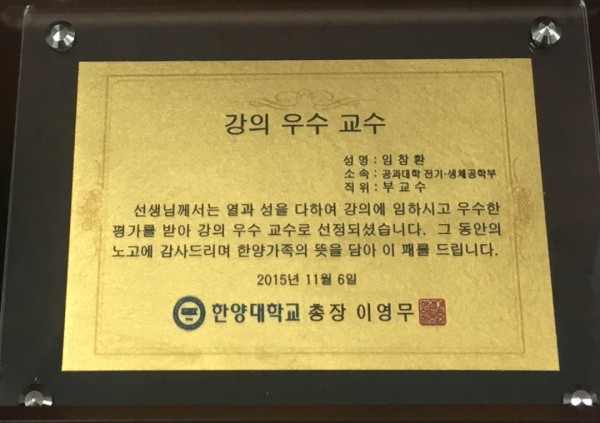 강의 우수 교수
성명 : 임창환
소속 : 공과대학 전기·생체공학부
직위 : 부교수
선생님께서는 열과 성을 다하여 강의에 임하시고 우수한
평가를 받아 강의 우수 교수로 선정되셨습니다. 그 동안의
노고에 감사드리며 한양가족의 뜻을 담아 이 패를 드립니다.
2015년 11월 6일
한양대학교 총장 이영무